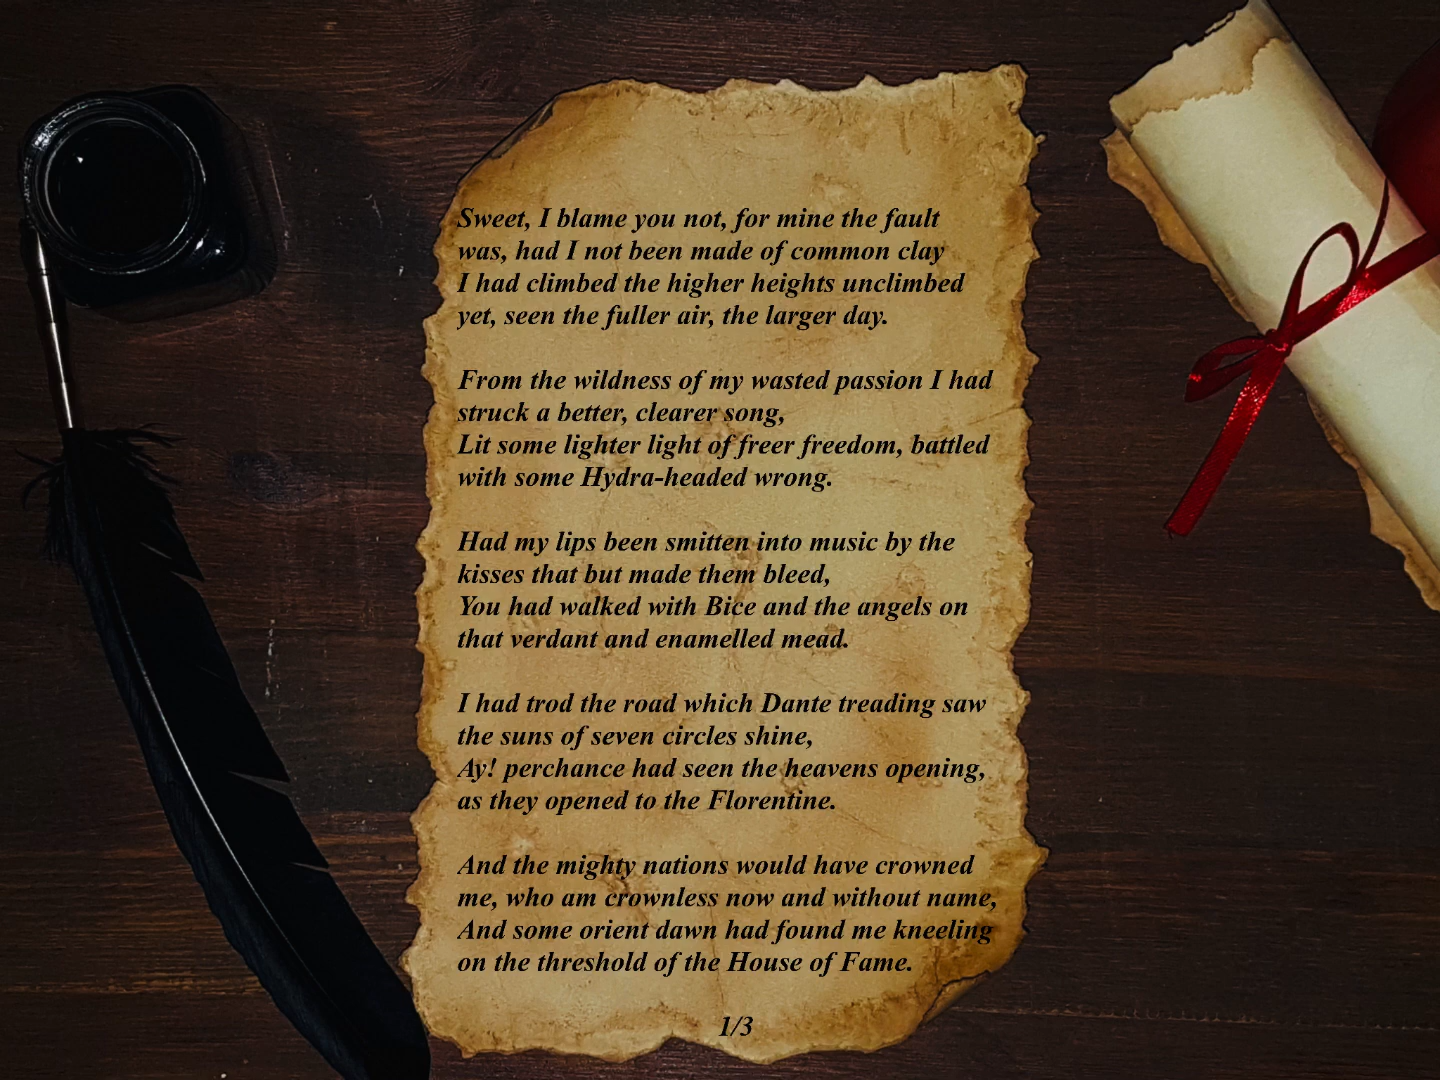 Sweet, I blame you not, for mine the fault
was, had I not been made of common clay
I had climbed the higher heights unclimbed
yet, seen the fuller air, the larger day.
From the wildness of my wasted passion I had
struck a better, clearer song,
Lit some lighter light of freer freedom, battled
with some Hydra-headed wrong.
Had my lips been smitten into music by the
kisses that but made them bleed,
You had walked with Bice and the angels on
that verdant and enamelled mead.
I had trod the road which Dante treading saw
the suns of seven circles shine,
Ay! perchance had seen the heavens opening,
as they opened to the Florentine.
And the mighty nations would have crowned
me, who am crownless now and without name,
And some orient dawn had found me kneeling
on the threshold of the House of Fame.
1/3